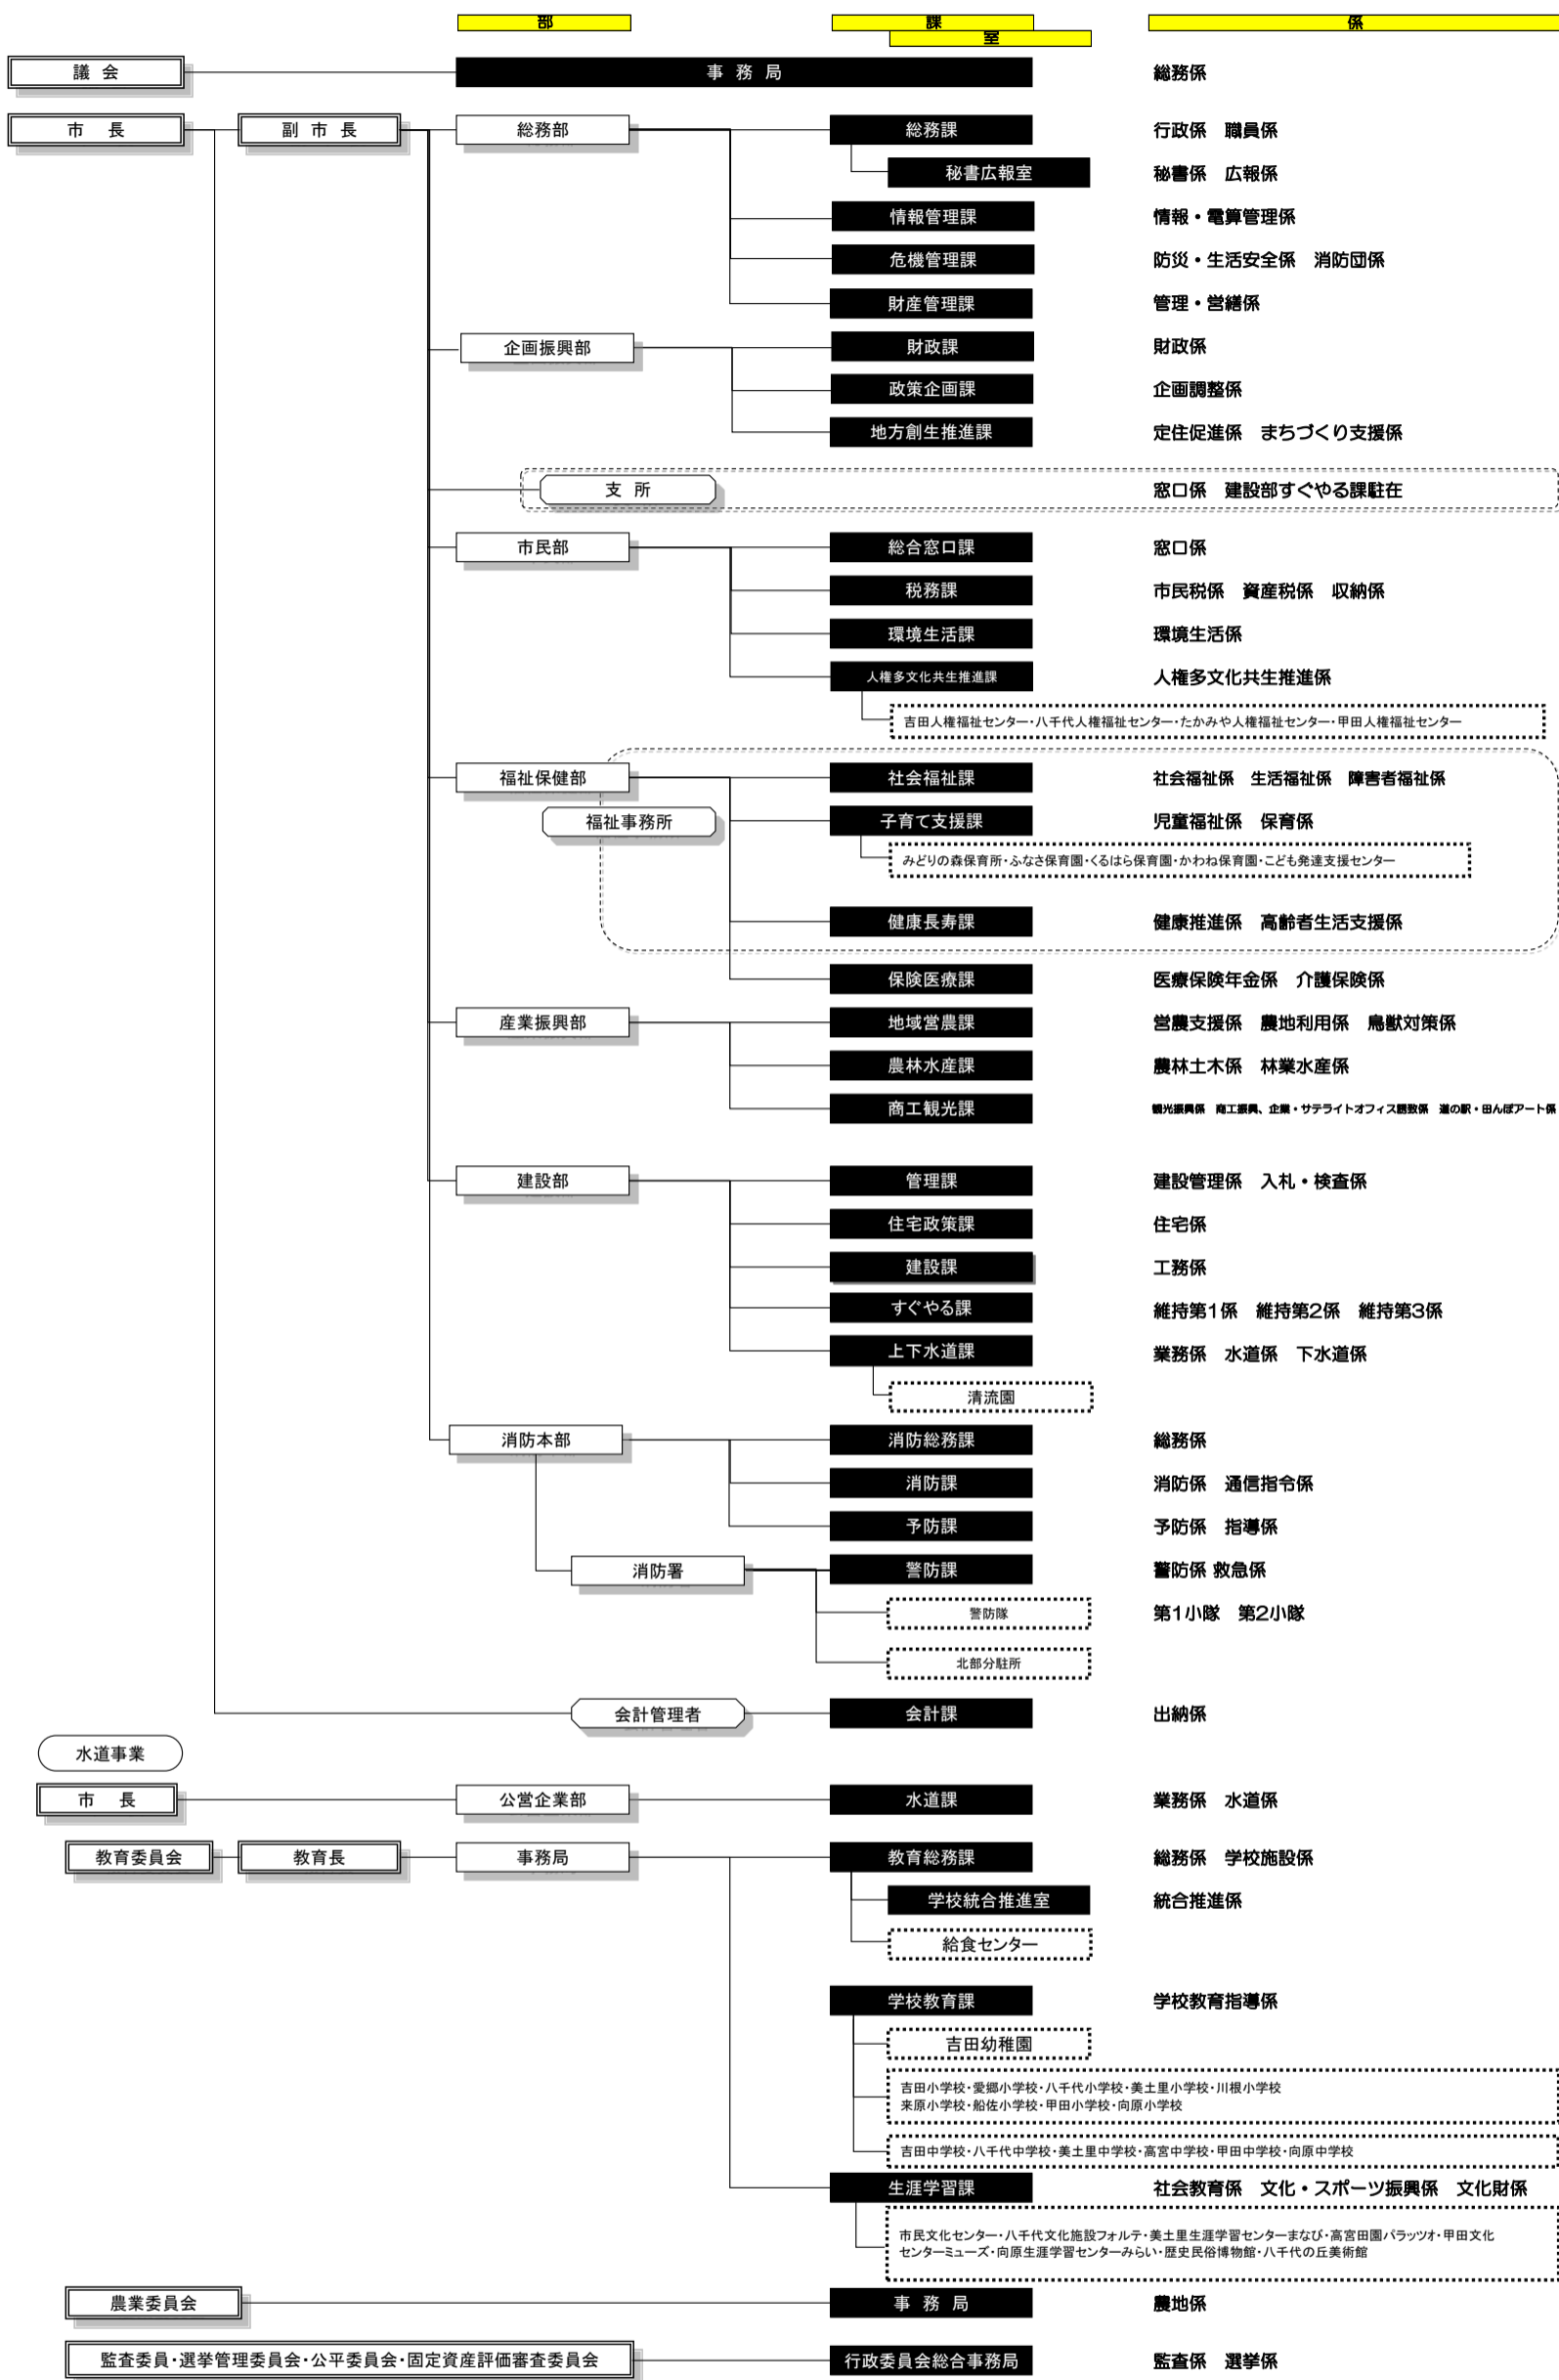 部　課　係
室
議 会　事 務 局　総務係
市 長　副 市 長　総務部　総務課　行政係　職員係
秘書広報室　秘書係　広報係
情報管理課　情報・電算管理係
危機管理課　防災・生活安全係　消防団係
財産管理課　管理・営繕係
企画振興部　財政課　財政係
政策企画課　企画調整係
地方創生推進課　定住促進係　まちづくり支援係
支 所　窓口係　建設部すぐやる課駐在
市民部　総合窓口課　窓口係
税務課　市民税係　資産税係　収納係
環境生活課　環境生活係
人権多文化共生推進課　人権多文化共生推進係
吉田人権福祉センター・八千代人権福祉センター・たかみや人権福祉センター・甲田人権福祉センター
福祉保健部　社会福祉課　社会福祉係　生活福祉係　障害者福祉係
福祉事務所　子育て支援課　児童福祉係　保育係
みどりの森保育所・ふなさ保育園・くるはら保育園・かわね保育園・こども発達支援センター
健康長寿課　健康推進係　高齢者生活支援係
保険医療課　医療保険年金係　介護保険係
産業振興部　地域営農課　営農支援係　農地利用係　鳥獣対策係
農林水産課　農林土木係　林業水産係
商工観光課　観光振興係　商工振興、企業・サテライトオフィス誘致係　道の駅・田んぼアート係
建設部　管理課　建設管理係　入札・検査係
住宅政策課　住宅係
建設課　工務係
すぐやる課　維持第1係　維持第2係　維持第3係
上下水道課　業務係　水道係　下水道係
清流園
消防本部　消防総務課　総務係
消防課　消防係　通信指令係
予防課　予防係　指導係
消防署　警防課　警防係 救急係
警防隊　第1小隊　第2小隊
北部分駐所
会計管理者　会計課　出納係
水道事業
市 長　公営企業部　水道課　業務係　水道係
教育委員会　教育長　事務局　教育総務課　総務係　学校施設係
学校統合推進室　統合推進係
給食センター
学校教育課　学校教育指導係
吉田幼稚園
吉田小学校・愛郷小学校・八千代小学校・美土里小学校・川根小学校
来原小学校・船佐小学校・甲田小学校・向原小学校
吉田中学校・八千代中学校・美土里中学校・高宮中学校・甲田中学校・向原中学校
生涯学習課　社会教育係　文化・スポーツ振興係　文化財係
市民文化センター・八千代文化施設フォルテ・美土里生涯学習センターまなび・高宮田園パラッツオ・甲田文化
センターミューズ・向原生涯学習センターみらい・歴史民俗博物館・八千代の丘美術館
農業委員会　事 務 局　農地係
監査委員・選挙管理委員会・公平委員会・固定資産評価審査委員会　行政委員会総合事務局　監査係　選挙係